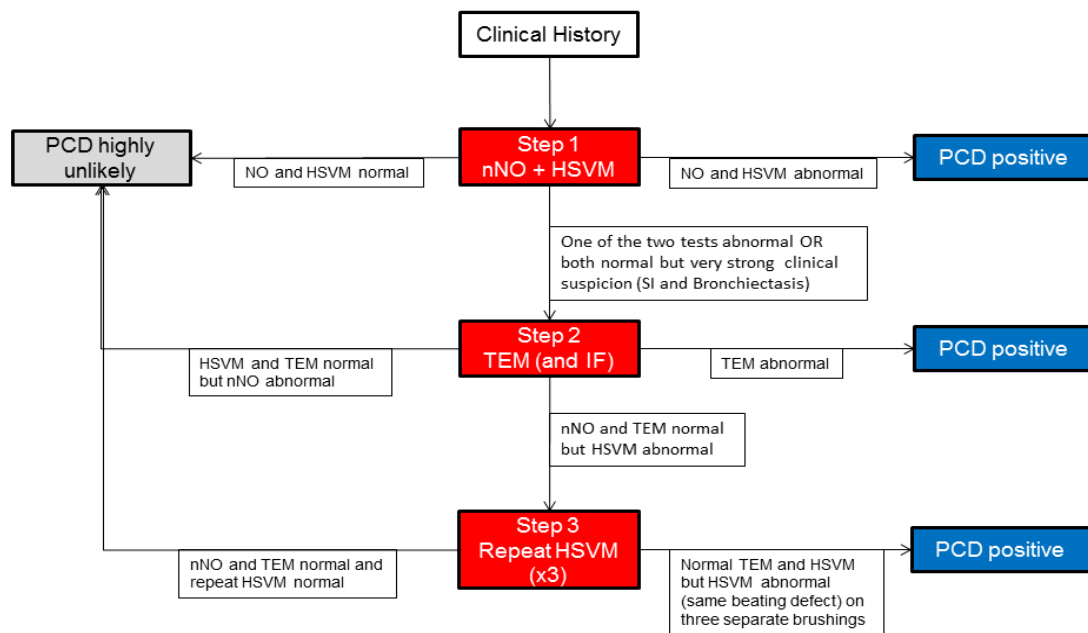 Clinical History
PCD highly
unlikely
Step 1
nNO + HSVM
PCD positive
NO and HSVM normal
NO and HSVM abnormal
One of the two tests abnormal OR
both normal but very strong clinical
suspicion (SI and Bronchiectasis)
Step 2
TEM (and IF)
PCD positive
HSVM and TEM normal
but nNO abnormal
TEM abnormal
nNO and TEM normal
but HSVM abnormal
Step 3
Repeat HSVM
(x3)
PCD positive
nNO and TEM normal and
repeat HSVM normal
Normal TEM and HSVM
but HSVM abnormal
(same beating defect) on
three separate brushings